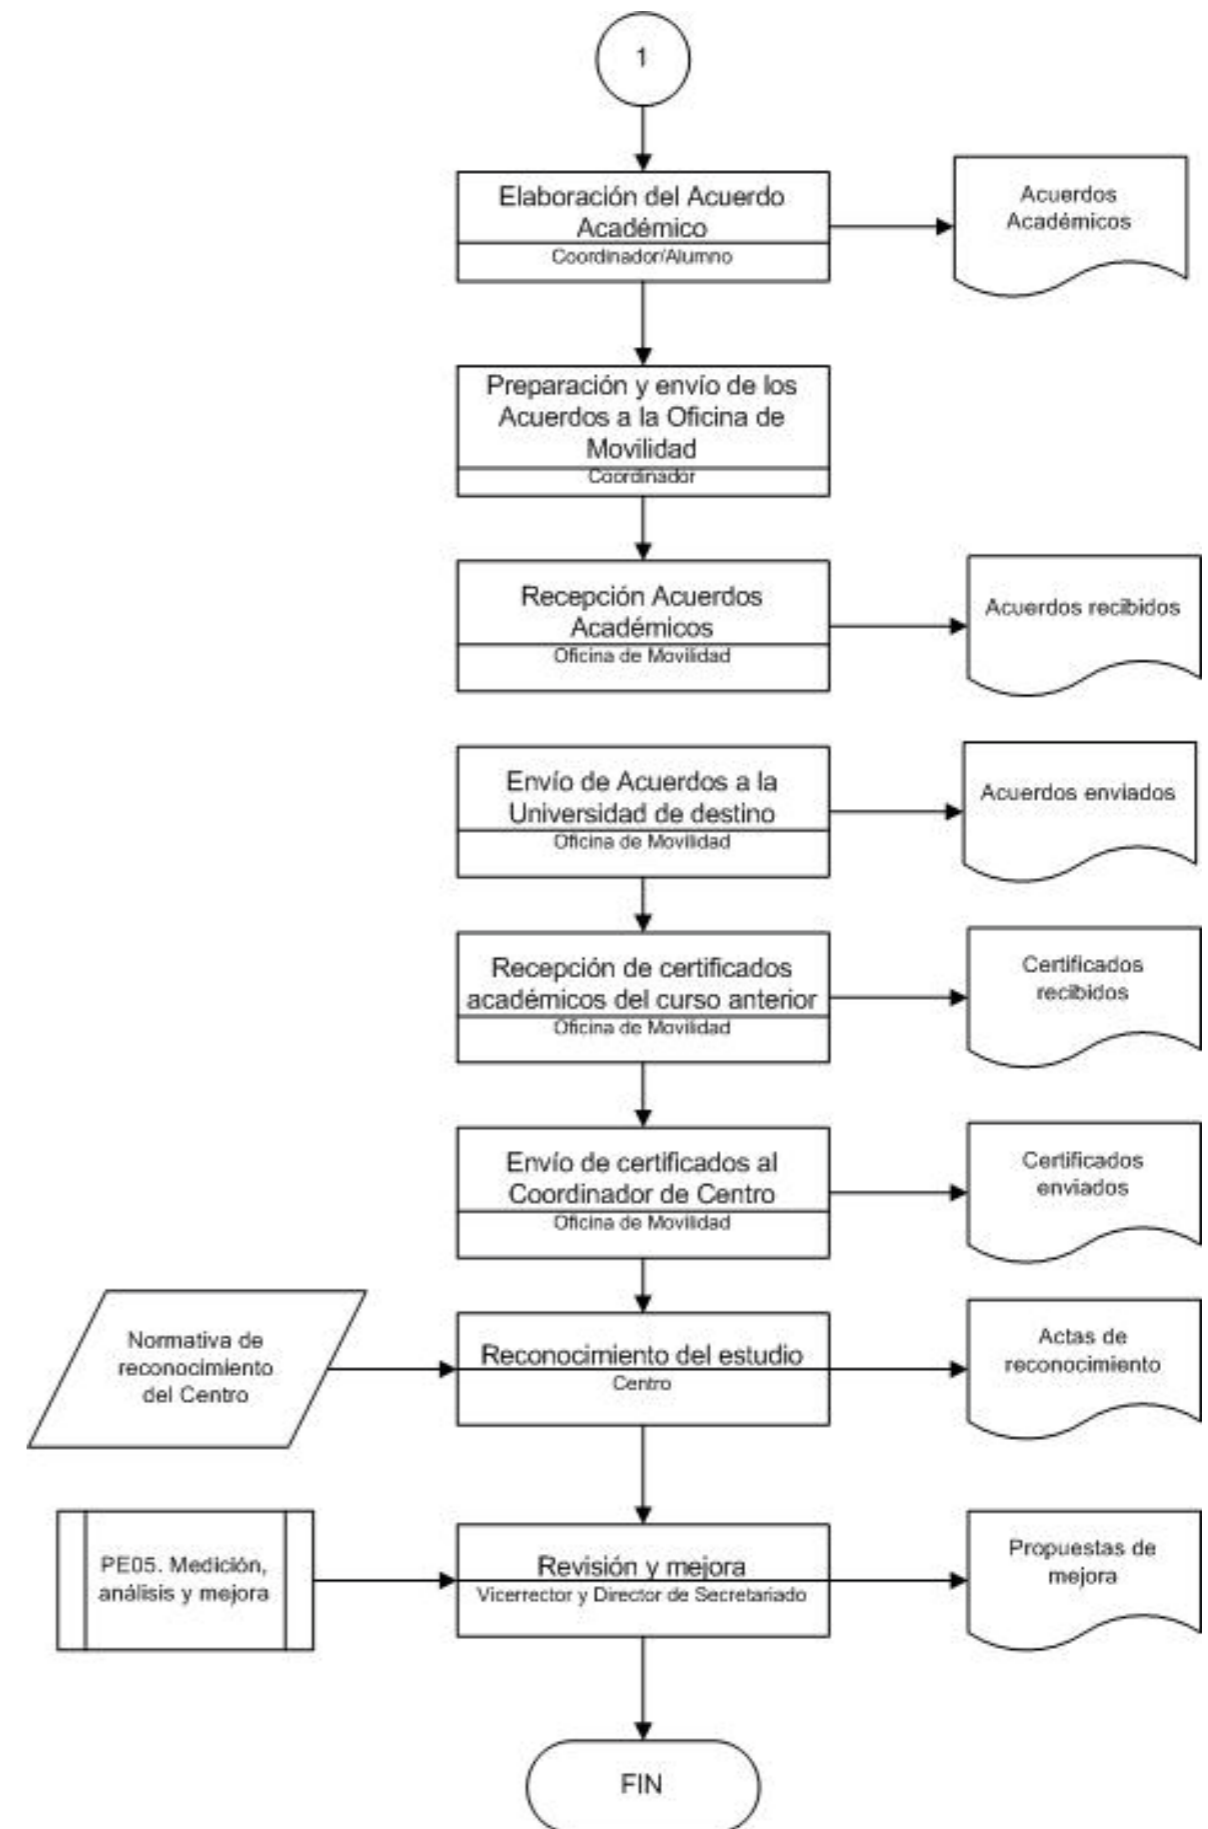 1
Elaboración del Acuerdo
Académico
Coordinador/Alumno
Acuerdos
Académicos
Preparación y envío de los
Acuerdos a la Oficina de
Movilidad
Coordinador
Recepción Acuerdos
Académicos
Oficina de Movilidad
Acuerdos recibidos
Envío de Acuerdos a la
Universidad de destino
Oficina de Movilidad
Acuerdos enviados
Recepción de certificados
académicos del curso anterior
Oficina de Movilidad
Certificados
recibidos
Envío de certificados al
Coordinador de Centro
Oficina de Movilidad
Certificados
enviados
Normativa de
reconocimiento
del Centro
Reconocimiento del estudio
Centro
Actas de
reconocimiento
PE05. Medición,
análisis y mejora
Revisión y mejora
Vicerrector y Director de Secretariado
Propuestas de
mejora
FIN